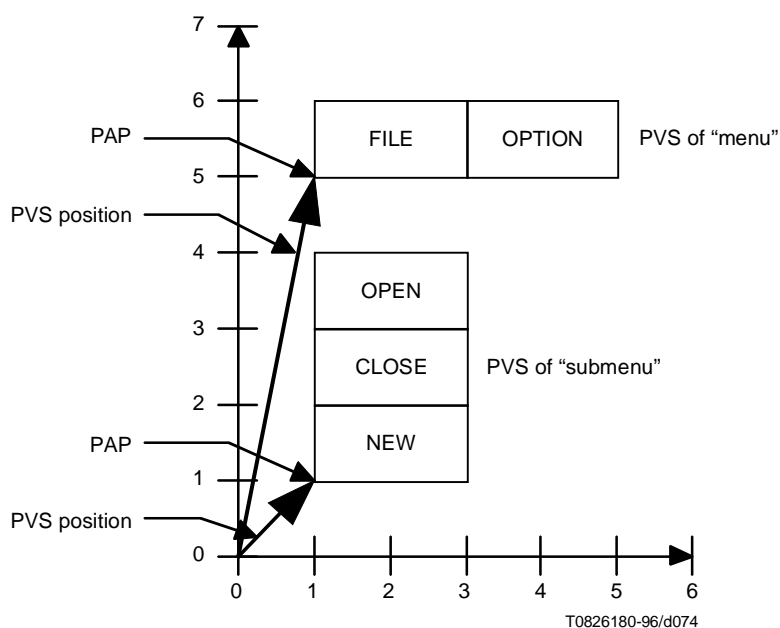 7
6
PAP
FILE OPTION PVS of “menu”
5
PVS position
4
OPEN
3
CLOSE PVS of “submenu”
2
PAP
NEW
1
PVS position
0
0 1 2 3 4 5 6
T0826180-96/d074